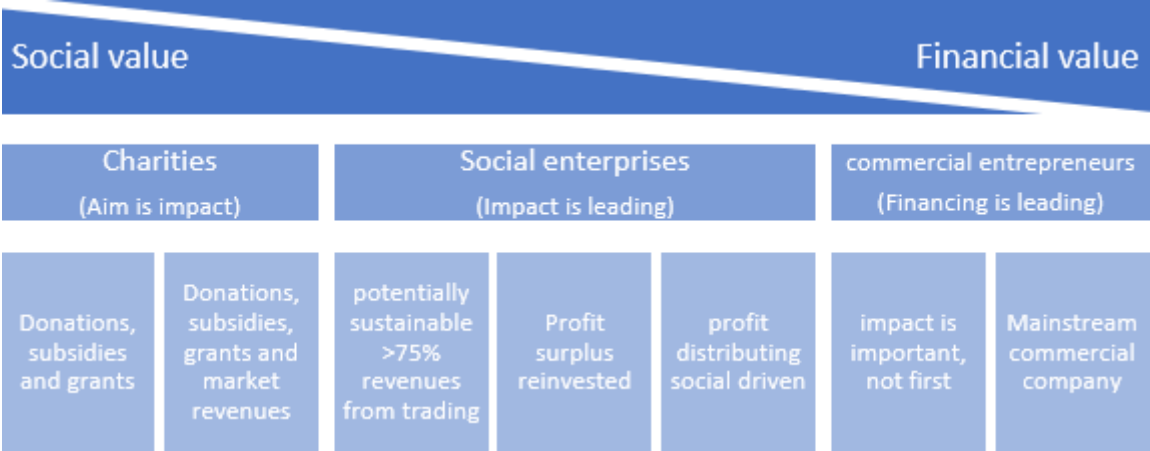 Social value
Financial value
Charities
(Aim is impact)
Social enterprises
(Impact is leading)
commercial entrepreneurs
(Financing is leading)
Donations,
subsidies
and grants
Donations,
subsidies,
grants and
market
revenues
potentially
sustainable
>75%
revenues
from trading
Profit
surplus
reinvested
profit
distributing
social driven
impact is
important,
not first
Mainstream
commercial
company